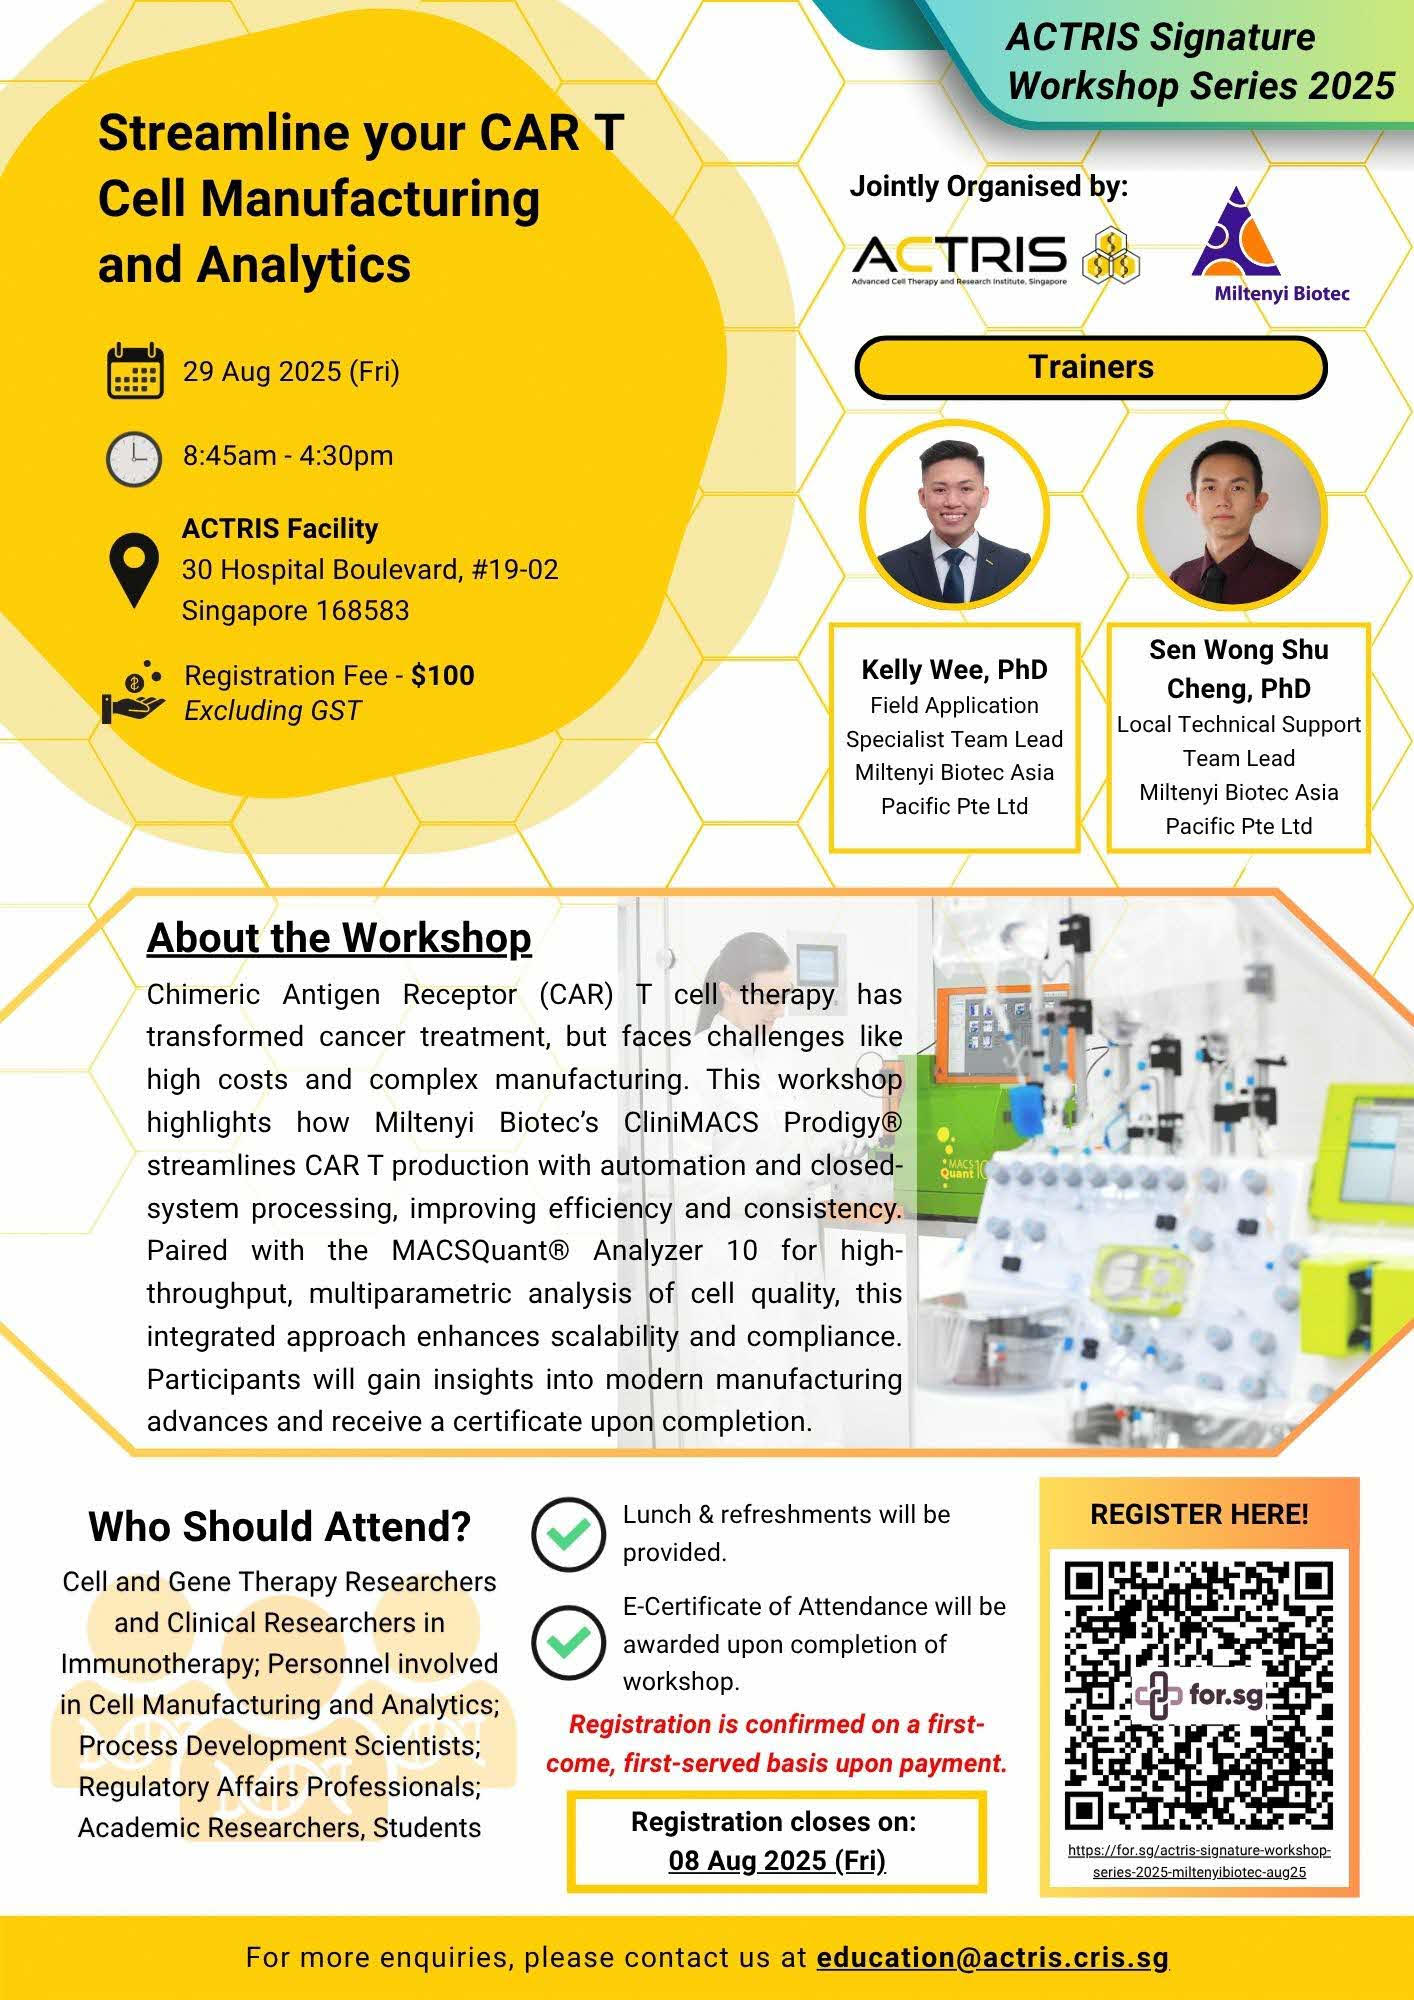 ACTRIS Signature
Workshop Series 2025
Streamline your CAR T
Cell Manufacturing
and Analytics
29 Aug 2025 (Fri)
8:45am - 4:30pm
ACTRIS Facility
30 Hospital Boulevard, #19-02
Singapore 168583
Registration Fee - $100
Excluding GST
Jointly Organised by:
ACTRIS
Advanced Cell Therapy and Research Institute, Singapore
Miltenyi Biotec
Trainers
Kelly Wee, PhD
Field Application
Specialist Team Lead
Miltenyi Biotec Asia
Pacific Pte Ltd
Sen Wong Shu
Cheng, PhD
Local Technical Support
Team Lead
Miltenyi Biotec Asia
Pacific Pte Ltd
About the Workshop
Chimeric Antigen Receptor (CAR) T cell therapy has
transformed cancer treatment, but faces challenges like
high costs and complex manufacturing. This workshop
highlights how Miltenyi Biotec’s CliniMACS Prodigy®
streamlines CAR T production with automation and closed-
system processing, improving efficiency and consistency.
Paired with the MACSQuant® Analyzer 10 for high-
throughput, multiparametric analysis of cell quality, this
integrated approach enhances scalability and compliance.
Participants will gain insights into modern manufacturing
advances and receive a certificate upon completion.
MACS
Quant 10
Who Should Attend?
Cell and Gene Therapy Researchers
and Clinical Researchers in
Immunotherapy; Personnel involved
in Cell Manufacturing and Analytics;
Process Development Scientists;
Regulatory Affairs Professionals;
Academic Researchers, Students
Lunch & refreshments will be
provided.
E-Certificate of Attendance will be
awarded upon completion of
workshop.
Registration is confirmed on a first-
come, first-served basis upon payment.
Registration closes on:
08 Aug 2025 (Fri)
REGISTER HERE!
for.sg
https://for.sg/actris-signature-workshop-
series-2025-miltenyibiotec-aug25
For more enquiries, please contact us at education@actris.cris.sg